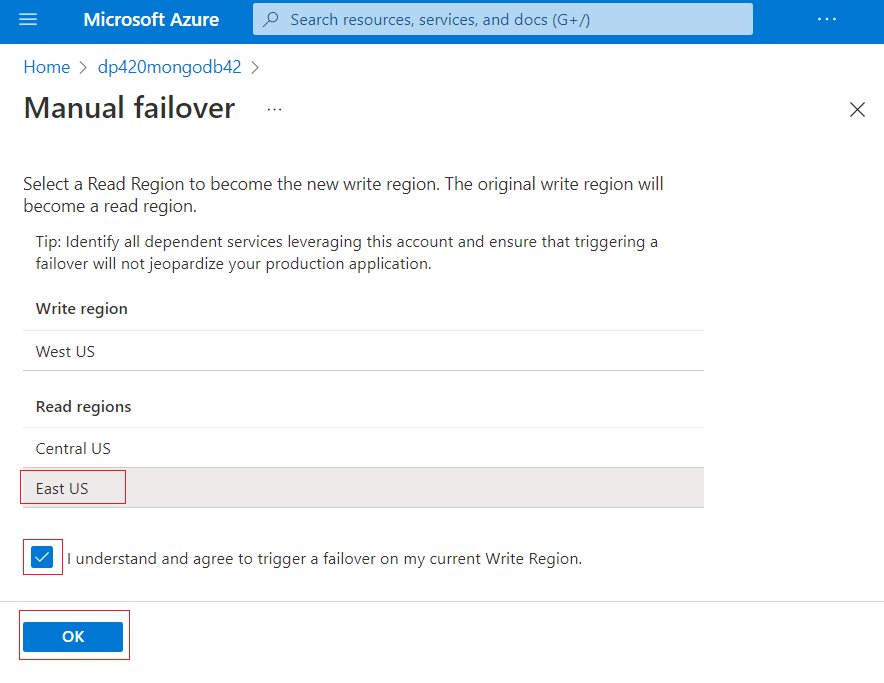 Microsoft Azure
Search resources, services, and docs (G+/)
...
Home > dp420mongodb42 >
Manual failover ...
Select a Read Region to become the new write region. The original write region will
become a read region.
Tip: Identify all dependent services leveraging this account and ensure that triggering a
failover will not jeopardize your production application.
Write region
West US
Read regions
Central US
East US
I understand and agree to trigger a failover on my current Write Region.
OK